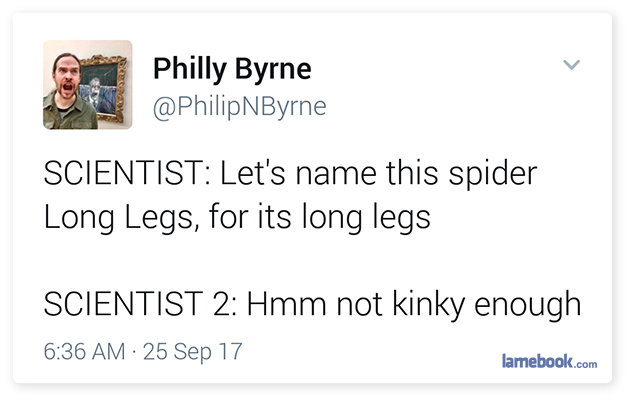 Philly Byrne
@PhilipNByrne
SCIENTIST: Let's name this spider
Long Legs, for its long legs
SCIENTIST 2: Hmm not kinky enough
6:36 AM · 25 Sep 17
lamebook.com